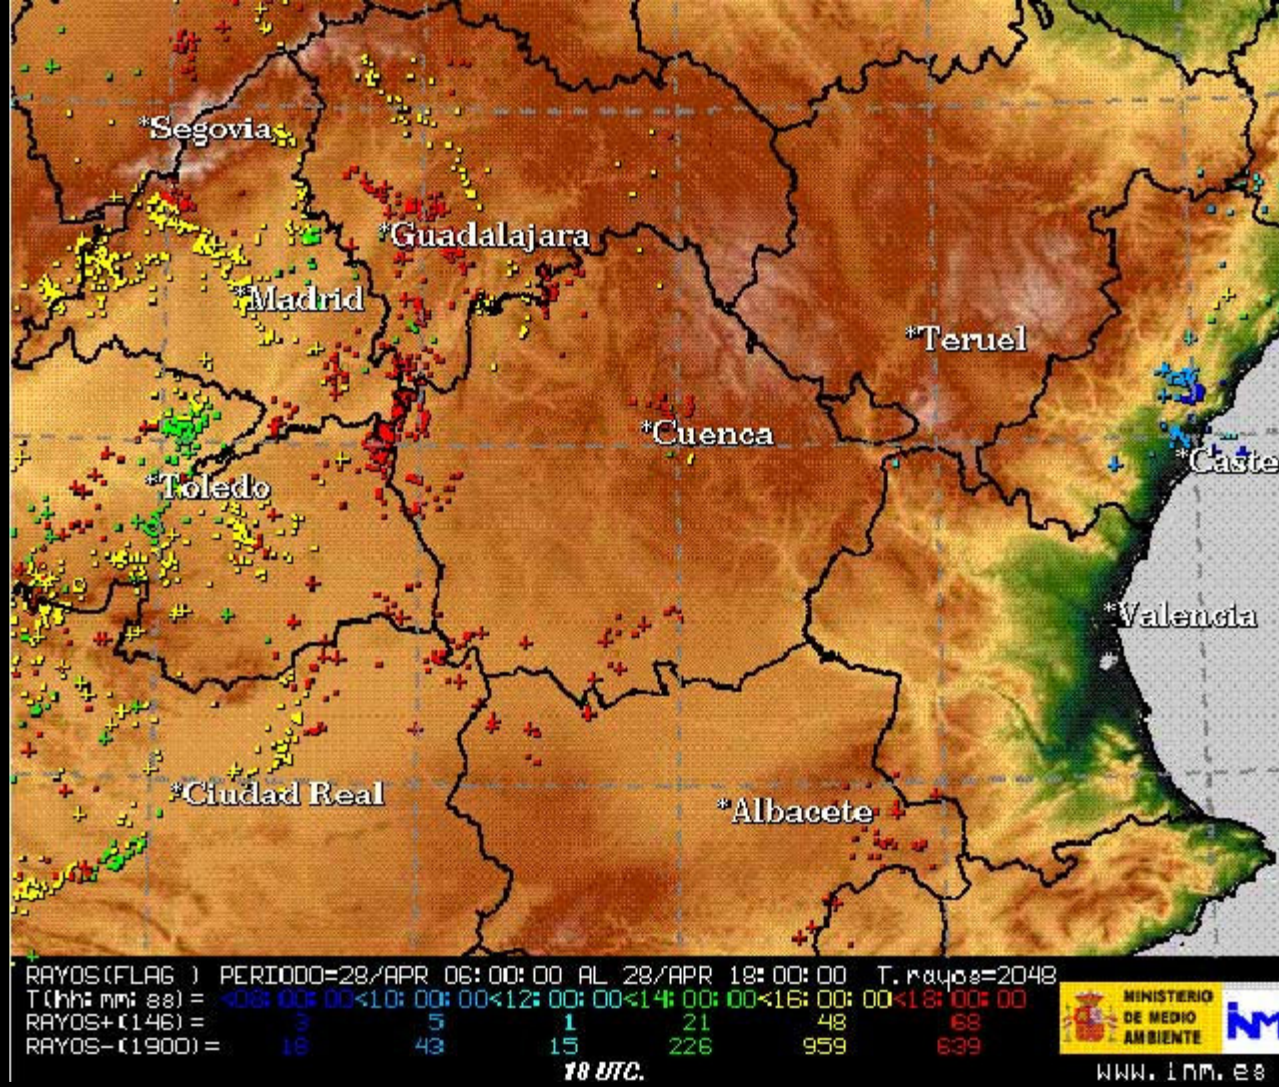 *Segovia
*Guadalajara
*Madrid
*Teruel
*Cuenca
*Caste
*Toledo
*Valencia
*Ciudad Real
*Albacete
RAYOS(FLAG ) PERIODO=28/APR 06:00:00 AL 28/APR 18:00:00 T.rayos=2048
T(hh:mm:ss)= <08:00:00<10:00:00<12:00:00<14:00:00<16:00:00<18:00:00
RAYOS+(146)= 3 5 1 21 48 68
RAYOS-(1900)= 18 43 15 226 959 639
18 UTC.
MINISTERIO
DE MEDIO
AMBIENTE
INM
www.inm.es